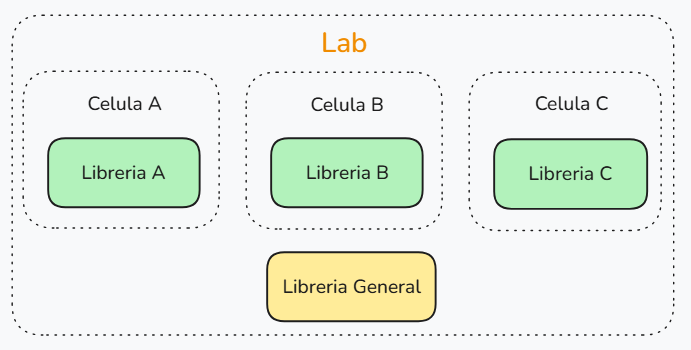 Lab
Celula A
Celula B
Celula C
Libreria A
Libreria B
Libreria C
Libreria General